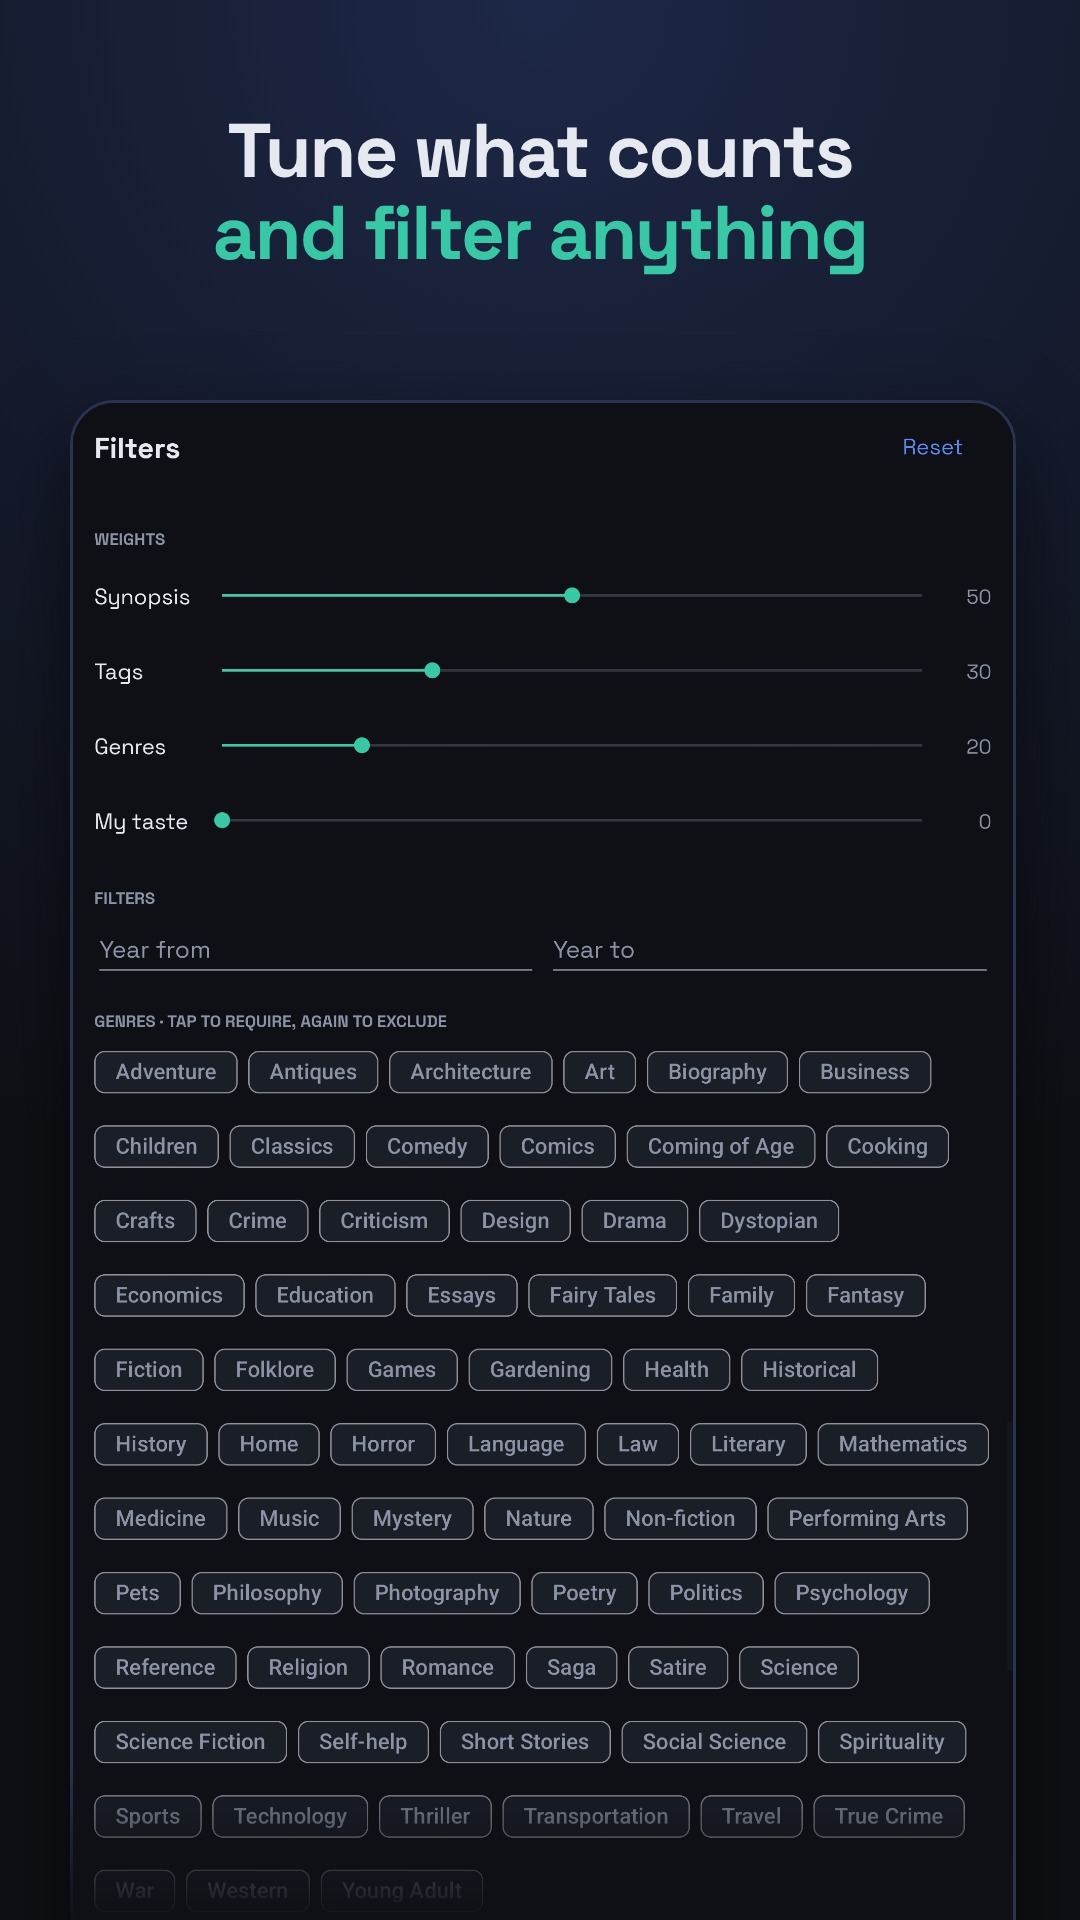 Tune what counts
and filter anything
Filters Reset
WEIGHTS
Synopsis 50
Tags 30
Genres 20
My taste 0
FILTERS
Year from Year to
GENRES · TAP TO REQUIRE, AGAIN TO EXCLUDE
Adventure Antiques Architecture Art Biography Business
Children Classics Comedy Comics Coming of Age Cooking
Crafts Crime Criticism Design Drama Dystopian
Economics Education Essays Fairy Tales Family Fantasy
Fiction Folklore Games Gardening Health Historical
History Home Horror Language Law Literary Mathematics
Medicine Music Mystery Nature Non-fiction Performing Arts
Pets Philosophy Photography Poetry Politics Psychology
Reference Religion Romance Saga Satire Science
Science Fiction Self-help Short Stories Social Science Spirituality
Sports Technology Thriller Transportation Travel True Crime
War Western Young Adult